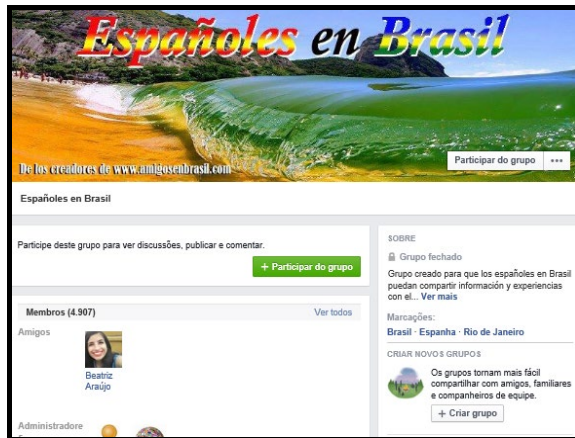 Españoles en Brasil
De los creadores de www.amigosenbrasil.com
Participar do grupo
Españoles en Brasil
Participe deste grupo para ver discussões, publicar e comentar.
+ Participar do grupo
Membros (4.907)
Ver todos
Amigos
Beatriz
Araújo
Administradore
SOBRE
Grupo fechado
Grupo creado para que los españoles en Brasil
puedan compartir información y experiencias
con el... Ver mais
Marcações:
Brasil · Espanha · Rio de Janeiro
CRIAR NOVOS GRUPOS
Os grupos tornam mais fácil
compartilhar com amigos, familiares
e companheiros de equipe.
+ Criar grupo